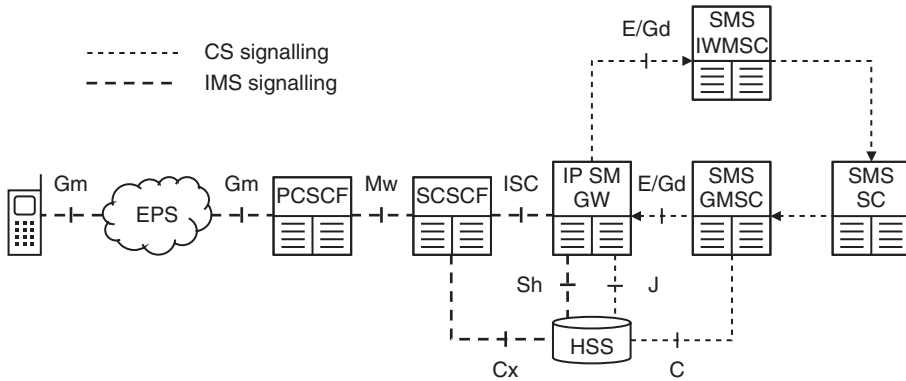 CS signalling
IMS signalling
E/Gd
SMS
IWMSC
Gm
EPS
Gm
PCSCF
Mw
SCSCF
ISC
IP SM
GW
E/Gd
SMS
GMSC
SMS
SC
Sh
J
HSS
Cx
C